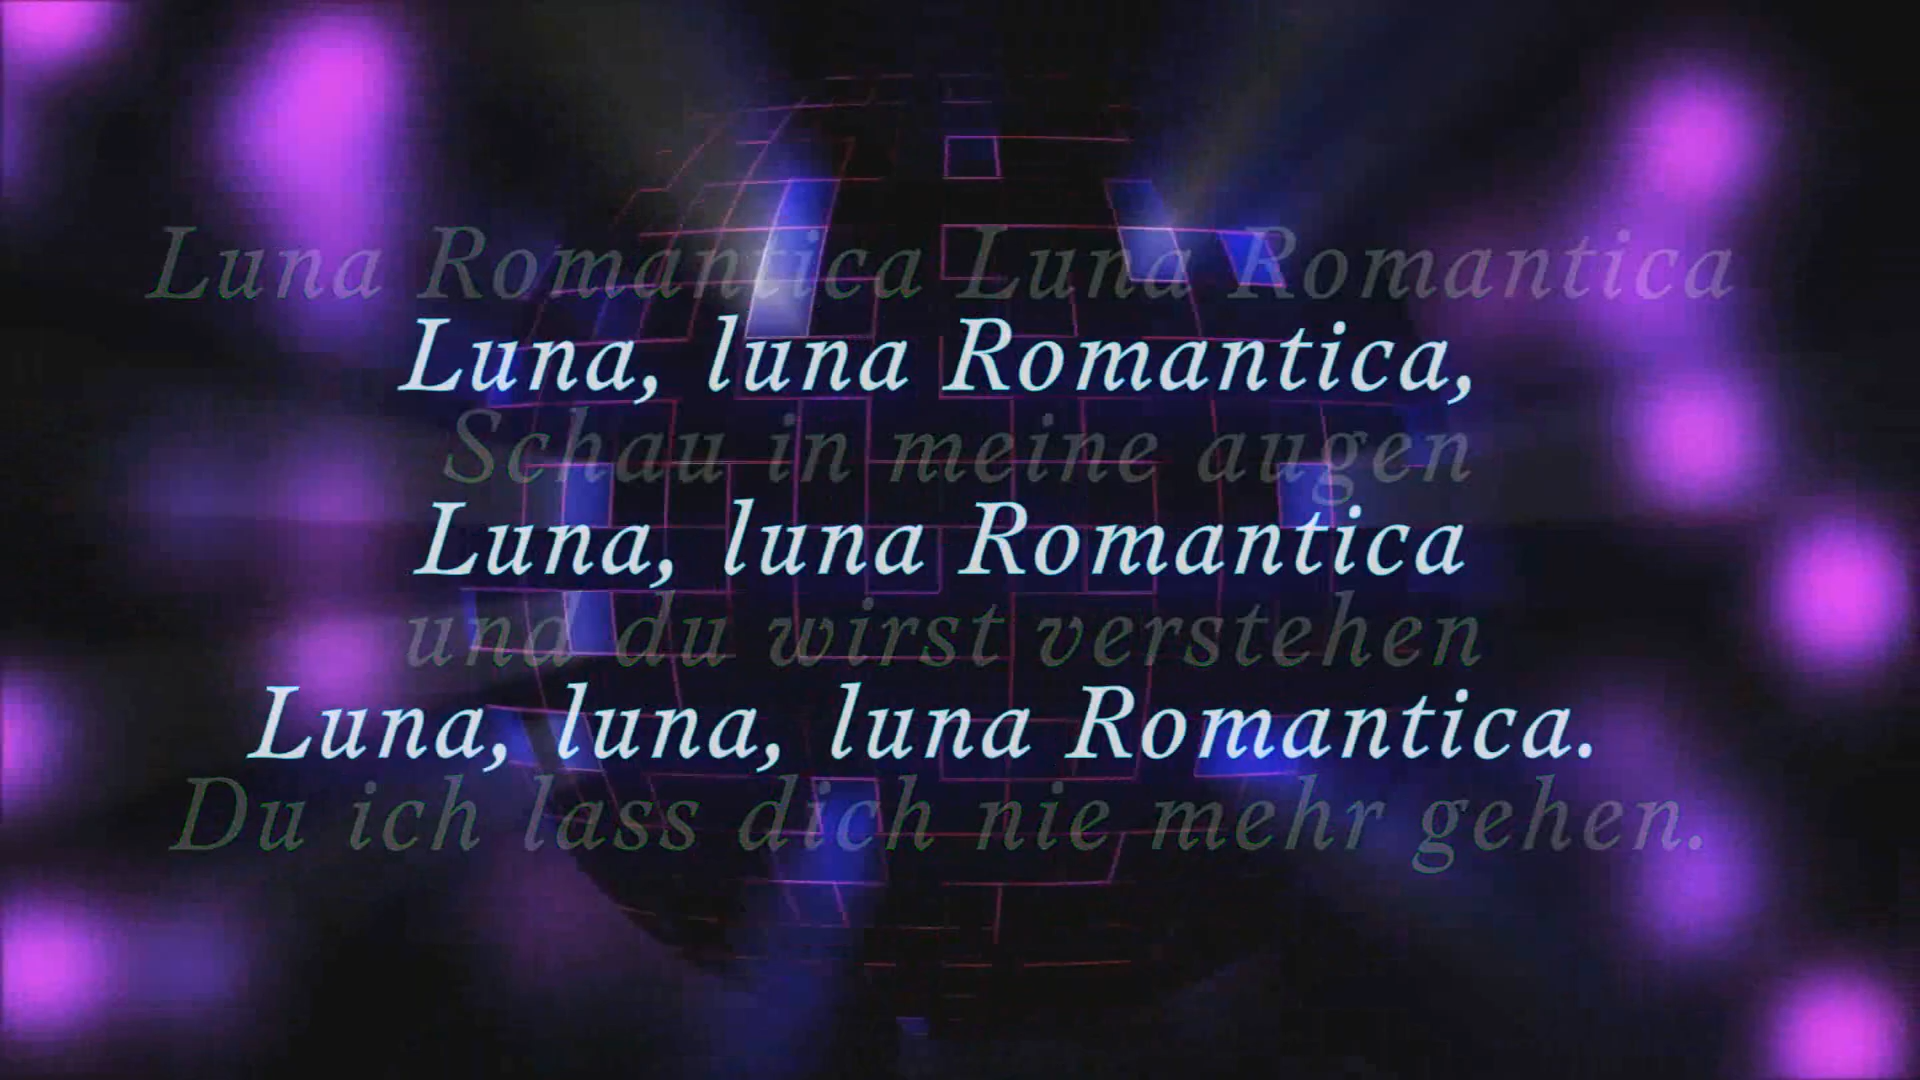 Luna Romantica Luna Romantica
Luna, luna Romantica,
Schau in meine augen
Luna, luna Romantica
und du wirst verstehen
Luna, luna, luna Romantica.
Du ich lass dich nie mehr gehen.